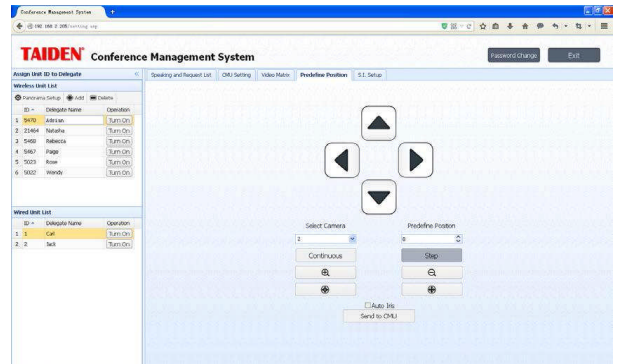 Conference Management System
192.168.2.208/setting.asp
TAIDEN Conference Management System
Password Change
Exit
Assign Unit ID to Delegate
Speaking and Request List
CMU Setting
Video Matrix
Predefine Position
S.I. Setup
Wireless Unit List
Panorama Setup
Add
Delete
ID
Delegate Name
Operation
1 5470 Adrian Turn On
2 21464 Natasha Turn On
3 5468 Rebecca Turn On
4 5467 Page Turn On
5 5023 Rose Turn On
6 5022 Wendy Turn On
Wired Unit List
ID
Delegate Name
Operation
1 1 Carl Turn On
2 2 Jack Turn On
Select Camera
Predefine Position
Continuous
Step
Auto Iris
Send to CMU